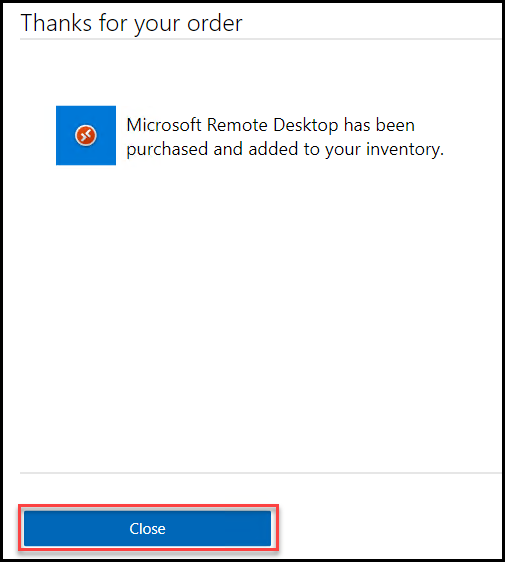 Thanks for your order
Microsoft Remote Desktop has been
purchased and added to your inventory.
Close